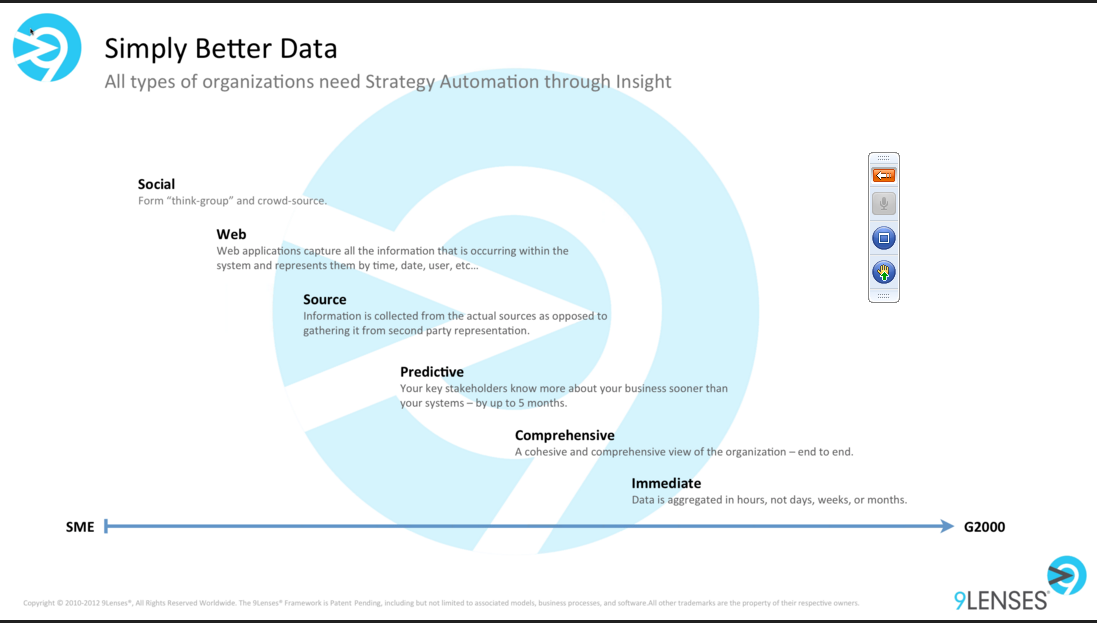 Simply Better Data
All types of organizations need Strategy Automation through Insight
Social
Form “think-group” and crowd-source.
Web
Web applications capture all the information that is occurring within the
system and represents them by time, date, user, etc…
Source
Information is collected from the actual sources as opposed to
gathering it from second party representation.
Predictive
Your key stakeholders know more about your business sooner than
your systems – by up to 5 months.
Comprehensive
A cohesive and comprehensive view of the organization – end to end.
Immediate
Data is aggregated in hours, not days, weeks, or months.
SME
G2000
Copyright © 2010-2012 9Lenses®, All Rights Reserved Worldwide. The 9Lenses® Framework is Patent Pending, including but not limited to associated models, business processes, and software.All other trademarks are the property of their respective owners.
9LENSES®